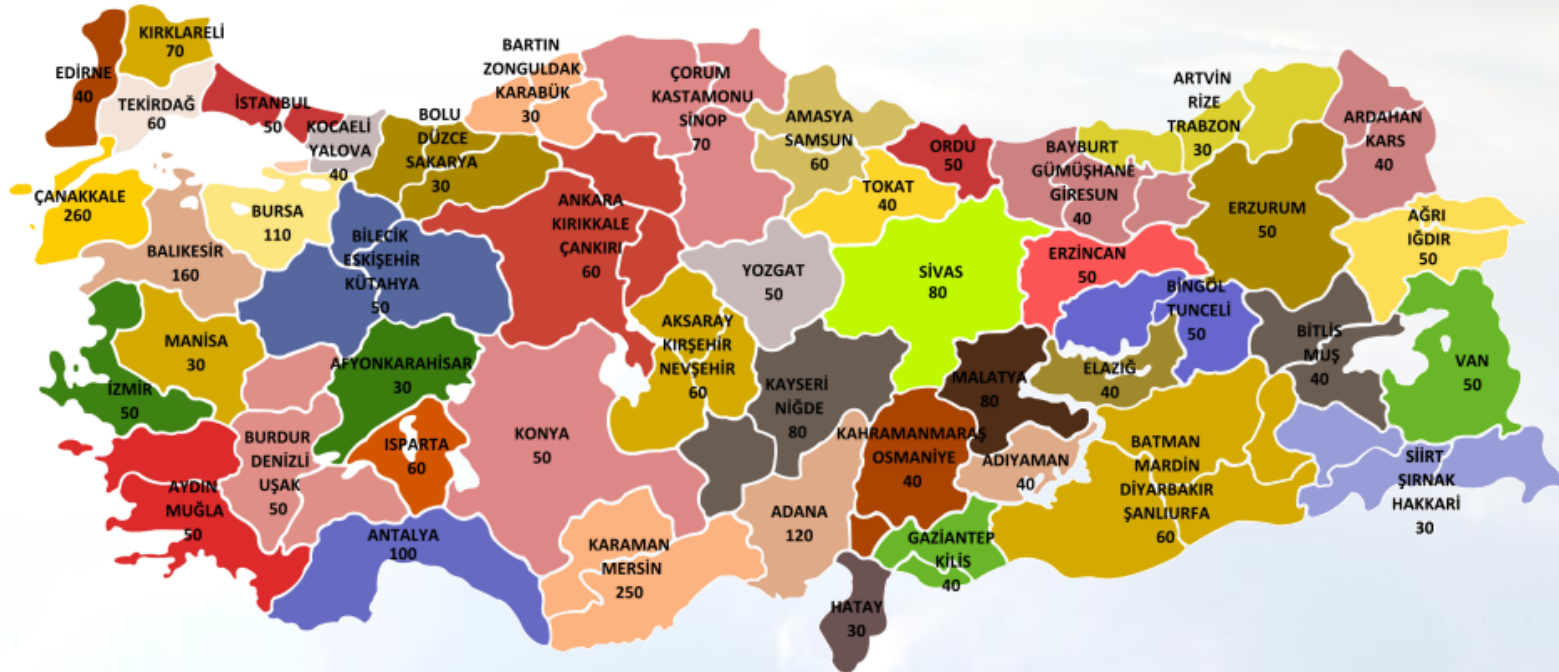 KIRKLARELİ
70
EDİRNE
40
TEKİRDAĞ
60
İSTANBUL
50
KOCAELİ
YALOVA
40
BOLU
DÜZCE
SAKARYA
30
BARTIN
ZONGULDAK
KARABÜK
30
ÇORUM
KASTAMONU
SİNOP
70
AMASYA
SAMSUN
60
TOKAT
40
ORDU
50
BAYBURT
GÜMÜŞHANE
GİRESUN
40
ARTVİN
RİZE
TRABZON
30
ARDAHAN
KARS
40
ÇANAKKALE
260
BALIKESİR
160
BURSA
110
BİLECİK
ESKİŞEHİR
KÜTAHYA
50
ANKARA
KIRIKKALE
ÇANKIRI
60
YOZGAT
50
SİVAS
80
ERZİNCAN
50
ERZURUM
50
AĞRI
IĞDIR
50
BİNGÖL
TUNCELİ
50
MANİSA
30
İZMİR
50
AFYONKARAHİSAR
30
AKSARAY
KIRŞEHİR
NEVŞEHİR
60
KAYSERİ
NİĞDE
80
MALATYA
80
ELAZIĞ
40
BİTLİS
MUŞ
40
VAN
50
AYDIN
MUĞLA
50
BURDUR
DENİZLİ
UŞAK
50
ISPARTA
60
KONYA
50
KAHRAMANMARAŞ
OSMANİYE
40
ADIYAMAN
40
BATMAN
MARDİN
DİYARBAKIR
ŞANLIURFA
60
SİİRT
ŞIRNAK
HAKKARİ
30
ANTALYA
100
KARAMAN
MERSİN
250
ADANA
120
GAZİANTEP
KİLİS
40
HATAY
30